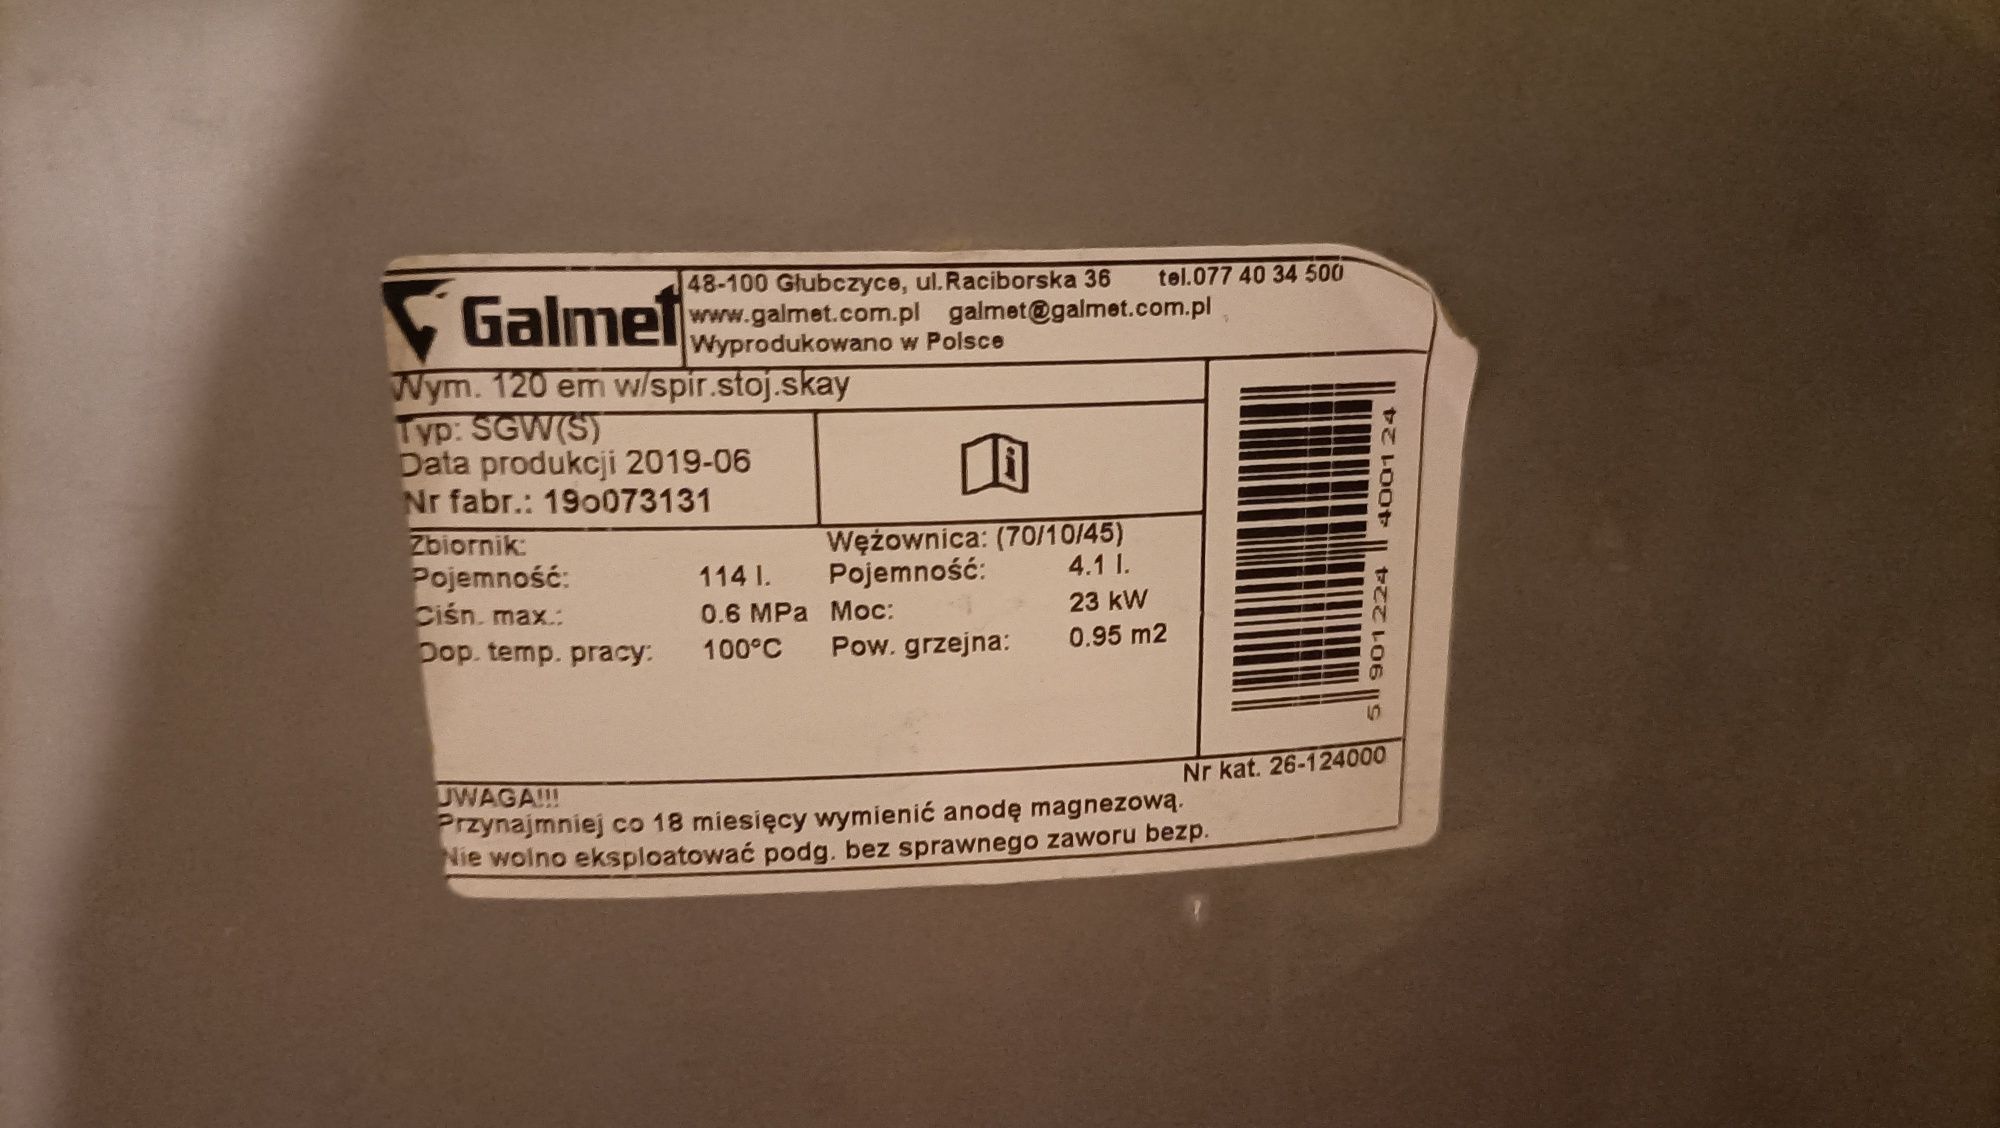 Galmet
48-100 Głubczyce, ul.Raciborska 36 tel.077 40 34 500
www.galmet.com.pl galmet@galmet.com.pl
Wyprodukowano w Polsce
Wym. 120 em w/spir.stoj.skay
Typ: SGW(S)
Data produkcji 2019-06
Nr fabr.: 19o073131
Zbiornik:
Pojemność: 114 l.
Ciśn. max.: 0.6 MPa
Dop. temp. pracy: 100°C
Wężownica: (70/10/45)
Pojemność: 4.1 l.
Moc: 23 kW
Pow. grzejna: 0.95 m2
5 901224 400124
Nr kat. 26-124000
UWAGA!!!
Przynajmniej co 18 miesięcy wymienić anodę magnezową.
Nie wolno eksploatować podg. bez sprawnego zaworu bezp.